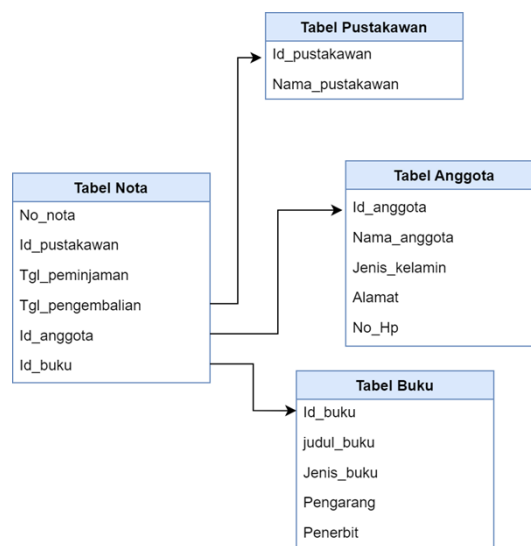 Tabel Pustakawan
Id_pustakawan
Nama_pustakawan
Tabel Nota
No_nota
Id_pustakawan
Tgl_peminjaman
Tgl_pengembalian
Id_anggota
Id_buku
Tabel Anggota
Id_anggota
Nama_anggota
Jenis_kelamin
Alamat
No_Hp
Tabel Buku
Id_buku
judul_buku
Jenis_buku
Pengarang
Penerbit